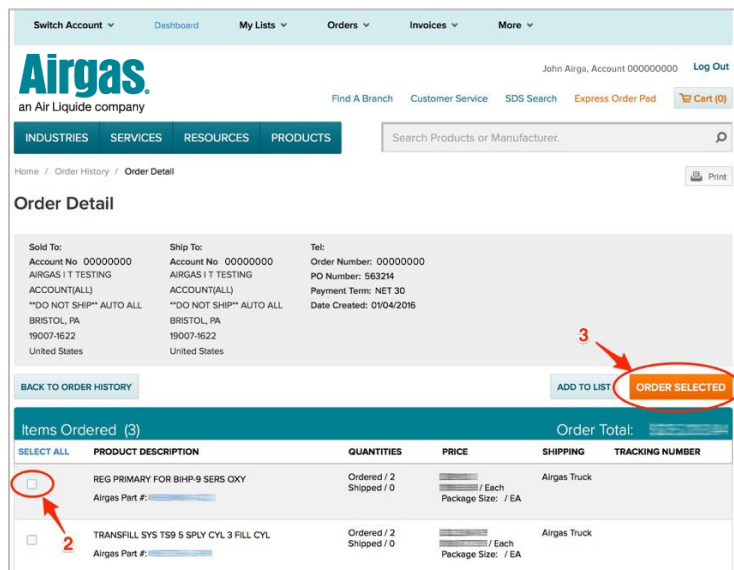 Switch Account Dashboard My Lists Orders Invoices More
John Airga, Account 000000000 Log Out
Airgas®
an Air Liquide company
Find A Branch Customer Service SDS Search Express Order Pad Cart (0)
INDUSTRIES SERVICES RESOURCES PRODUCTS Search Products or Manufacturer.
Home / Order History / Order Detail
Print
Order Detail
Sold To: Ship To: Tel:
Account No 00000000 Account No 00000000 Order Number: 00000000
AIRGAS I T TESTING AIRGAS I T TESTING PO Number: 563214
ACCOUNT(ALL) ACCOUNT(ALL) Payment Term: NET 30
**DO NOT SHIP** AUTO ALL **DO NOT SHIP** AUTO ALL Date Created: 01/04/2016
BRISTOL, PA BRISTOL, PA
19007-1622 19007-1622
United States United States
3
BACK TO ORDER HISTORY ADD TO LIST ORDER SELECTED
Items Ordered (3) Order Total:
SELECT ALL PRODUCT DESCRIPTION QUANTITIES PRICE SHIPPING TRACKING NUMBER
REG PRIMARY FOR BIHP-9 SERS OXY Ordered / 2 Airgas Truck
Shipped / 0 / Each
Airgas Part #: Package Size: / EA
2
TRANSFILL SYS TS9 5 SPLY CYL 3 FILL CYL Ordered / 2 Airgas Truck
Shipped / 0 / Each
Airgas Part #: Package Size: / EA